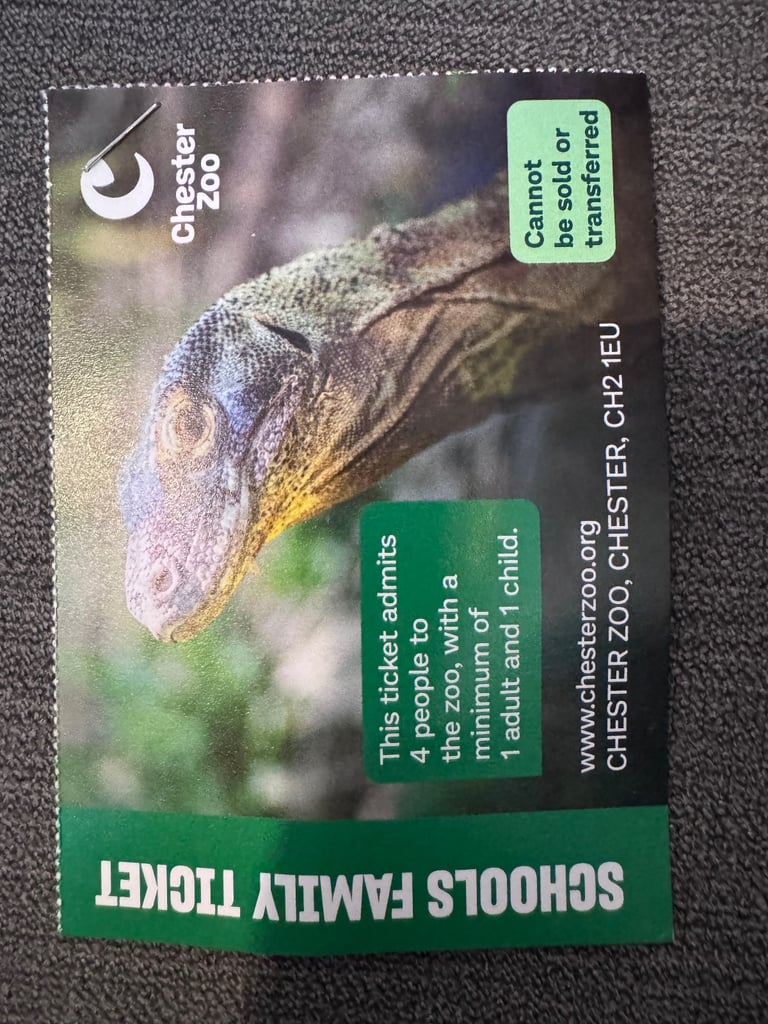 Chester
Zoo
Cannot
be sold or
transferred
This ticket admits
4 people to
the zoo, with a
minimum of
1 adult and 1 child.
www.chesterzoo.org
CHESTER ZOO, CHESTER, CH2 1EU
SCHOOLS FAMILY TICKET